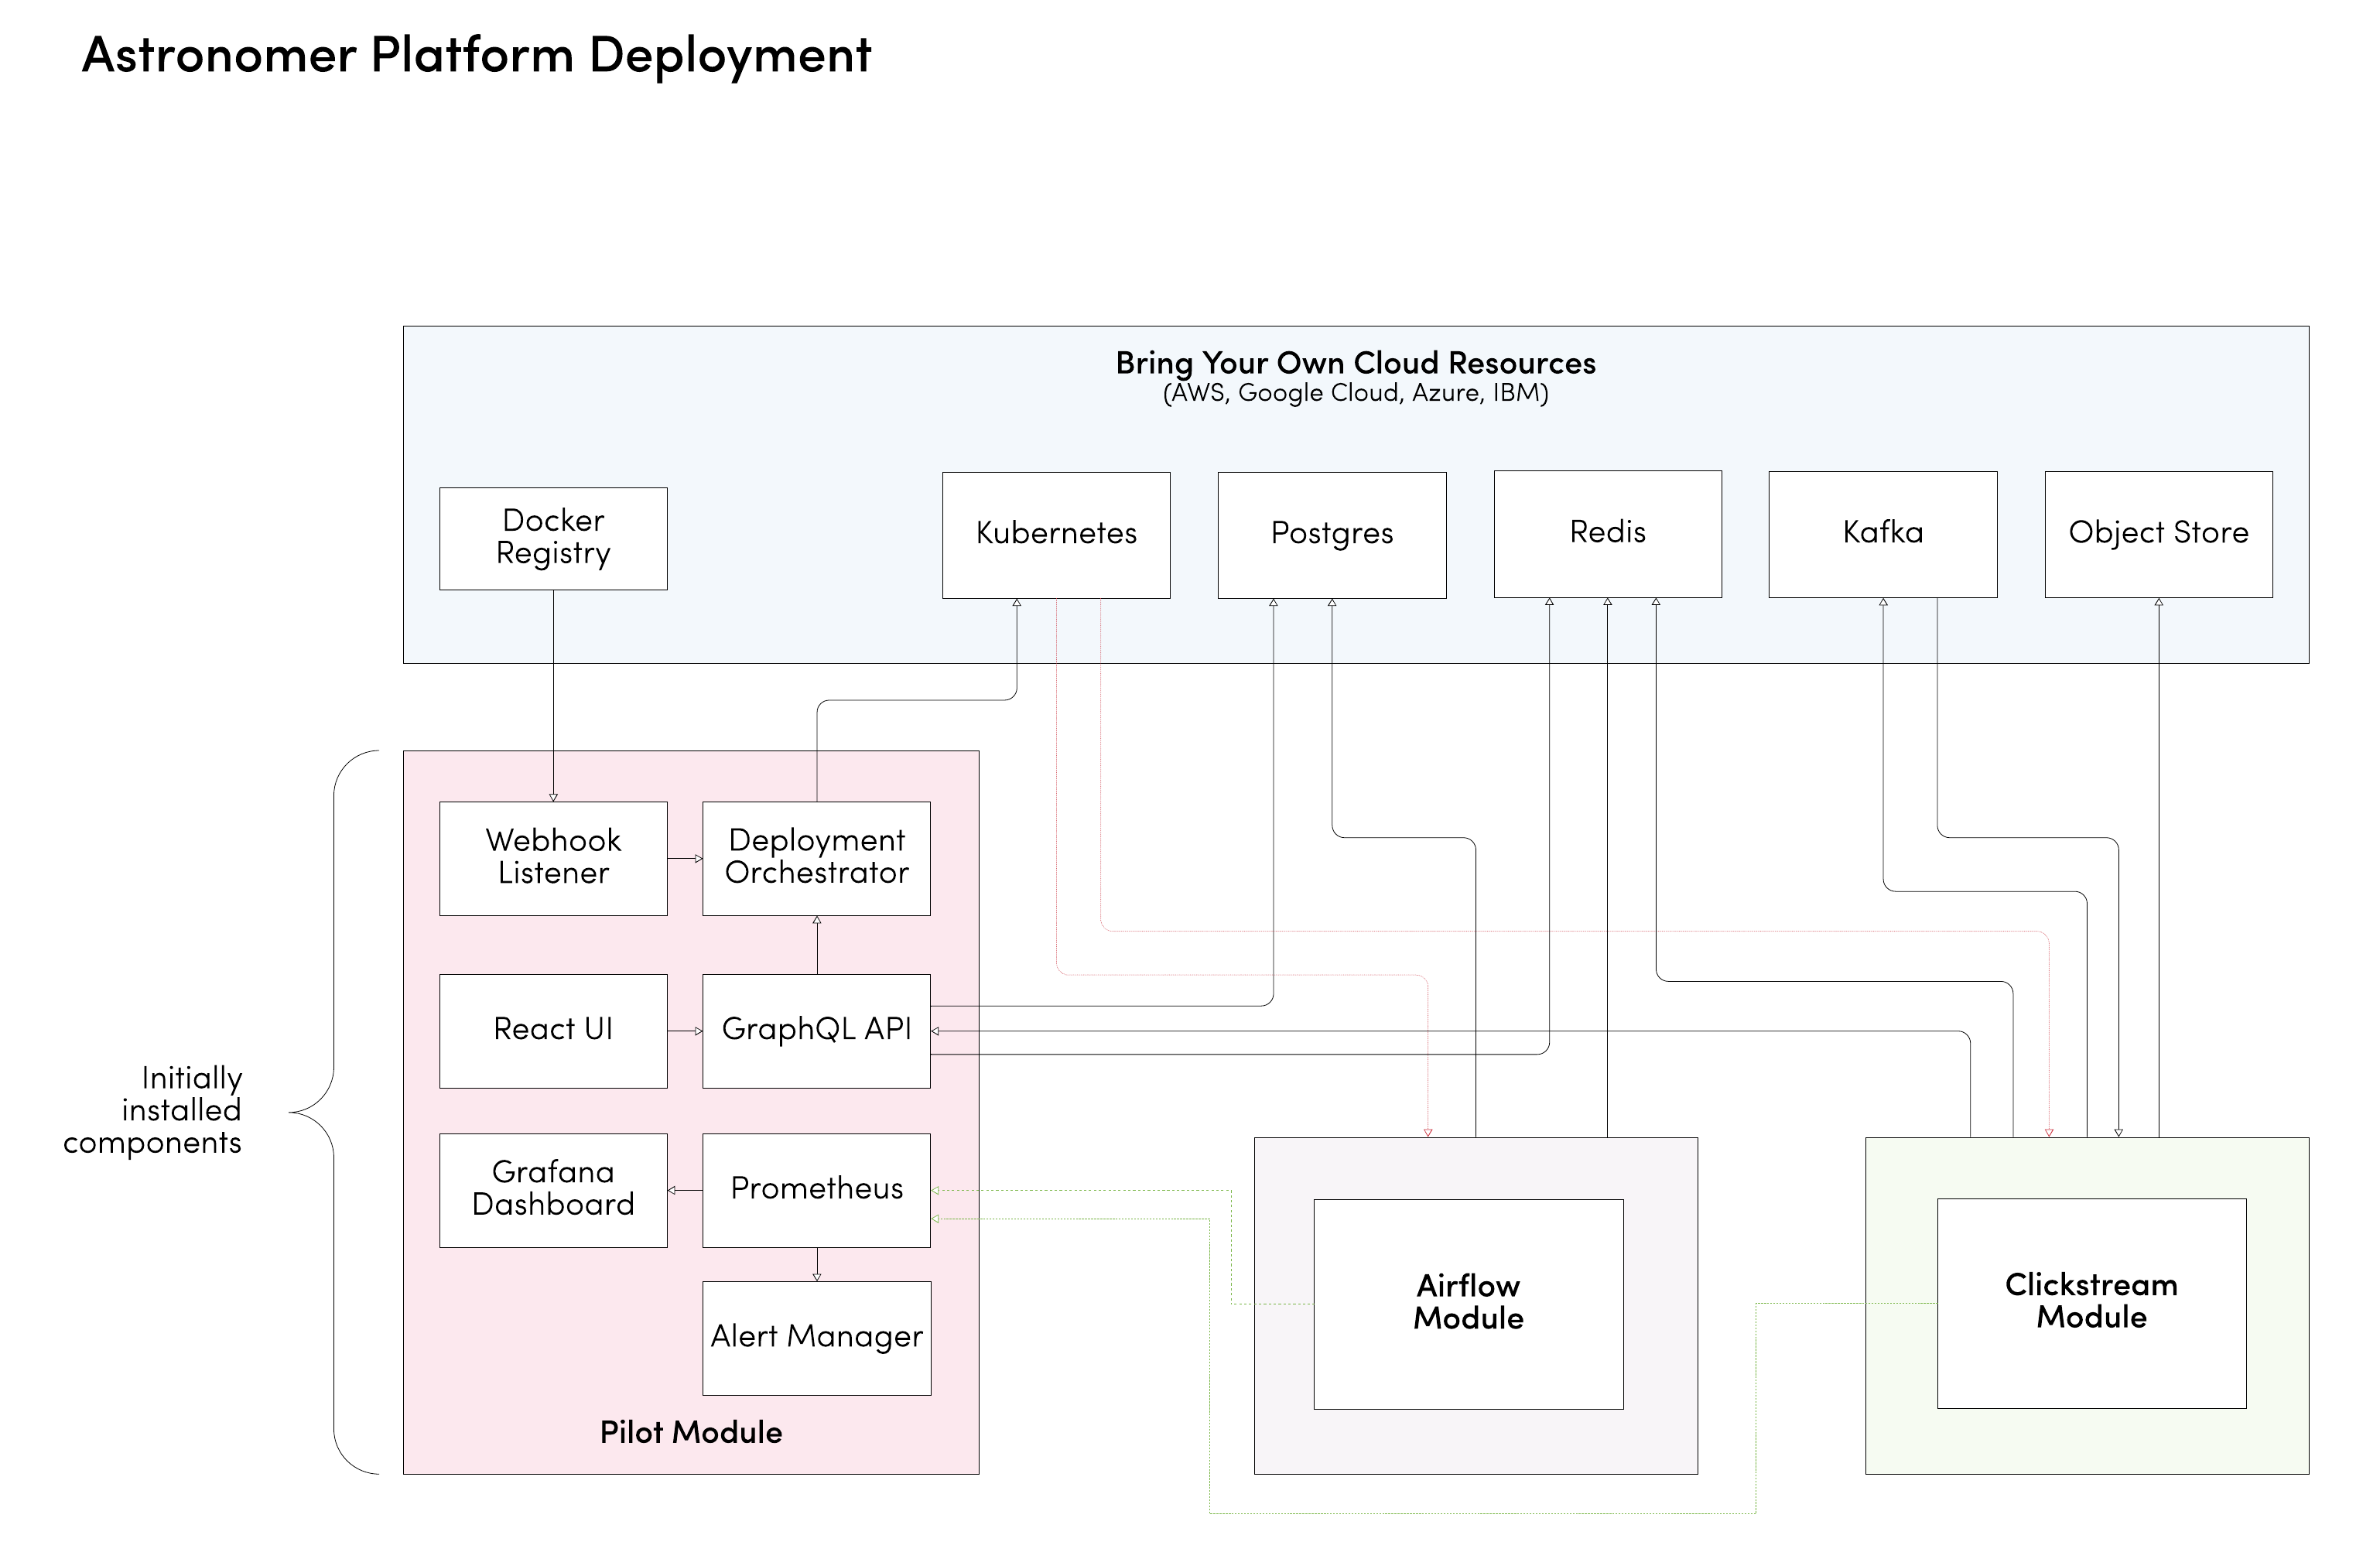 Astronomer Platform Deployment
Bring Your Own Cloud Resources
(AWS, Google Cloud, Azure, IBM)
Docker
Registry
Kubernetes
Postgres
Redis
Kafka
Object Store
Webhook
Listener
Deployment
Orchestrator
React UI
GraphQL API
Initially
installed
components
Grafana
Dashboard
Prometheus
Alert Manager
Pilot Module
Airflow
Module
Clickstream
Module